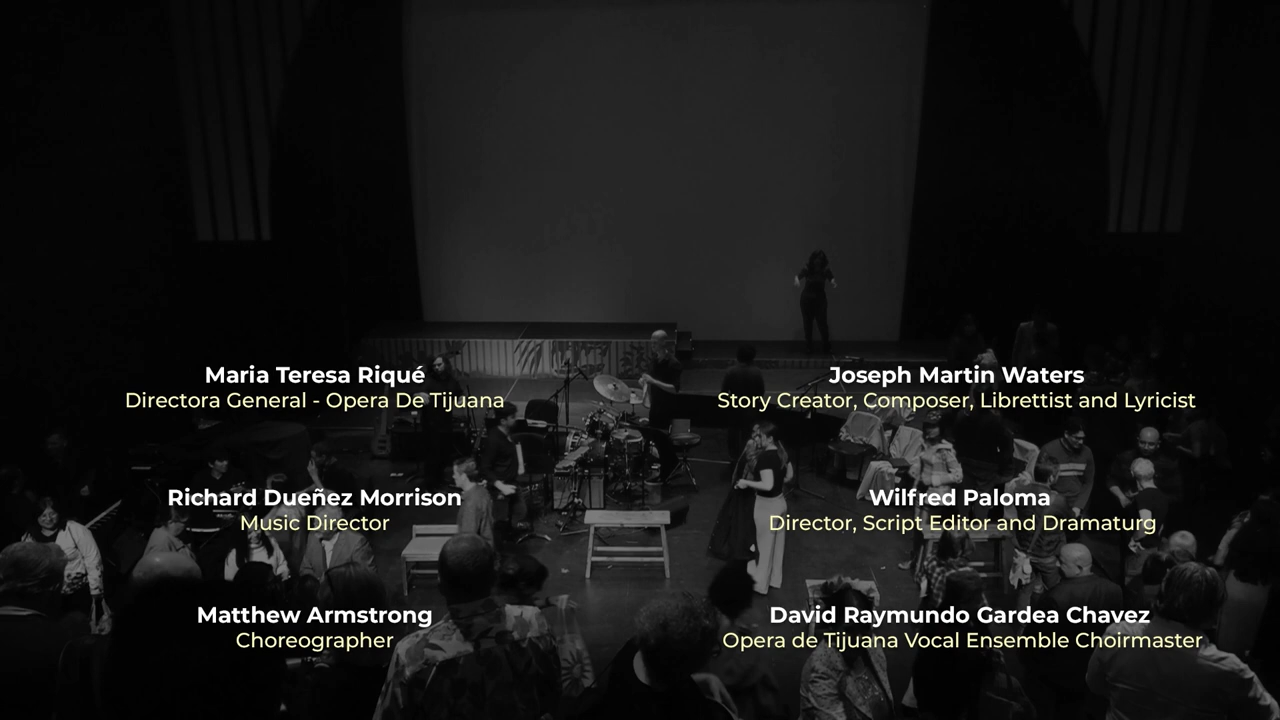 Maria Teresa Riqué
Directora General - Opera De Tijuana
Joseph Martin Waters
Story Creator, Composer, Librettist and Lyricist
Richard Dueñez Morrison
Music Director
Wilfred Paloma
Director, Script Editor and Dramaturg
Matthew Armstrong
Choreographer
David Raymundo Gardea Chavez
Opera de Tijuana Vocal Ensemble Choirmaster